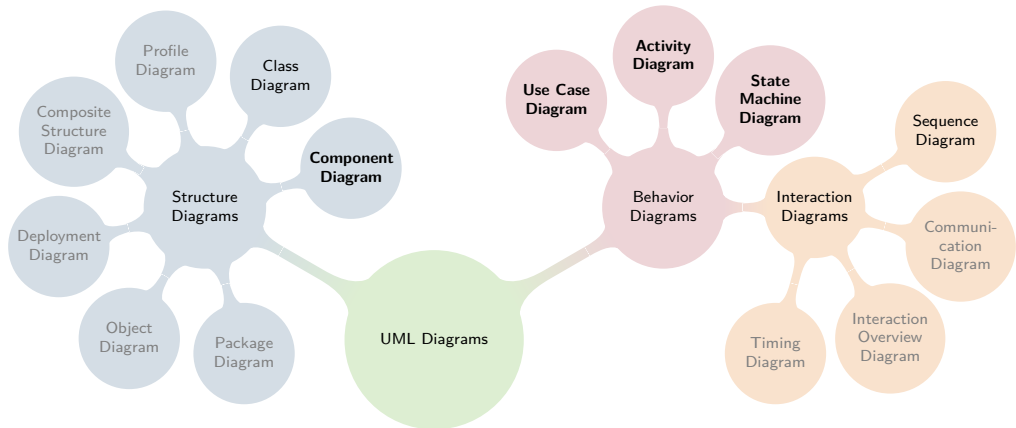 Profile
Diagram
Class
Diagram
Composite
Structure
Diagram
Component
Diagram
Structure
Diagrams
Deployment
Diagram
Object
Diagram
Package
Diagram
UML Diagrams
Use Case
Diagram
Activity
Diagram
State
Machine
Diagram
Behavior
Diagrams
Interaction
Diagrams
Sequence
Diagram
Communi-
cation
Diagram
Interaction
Overview
Diagram
Timing
Diagram